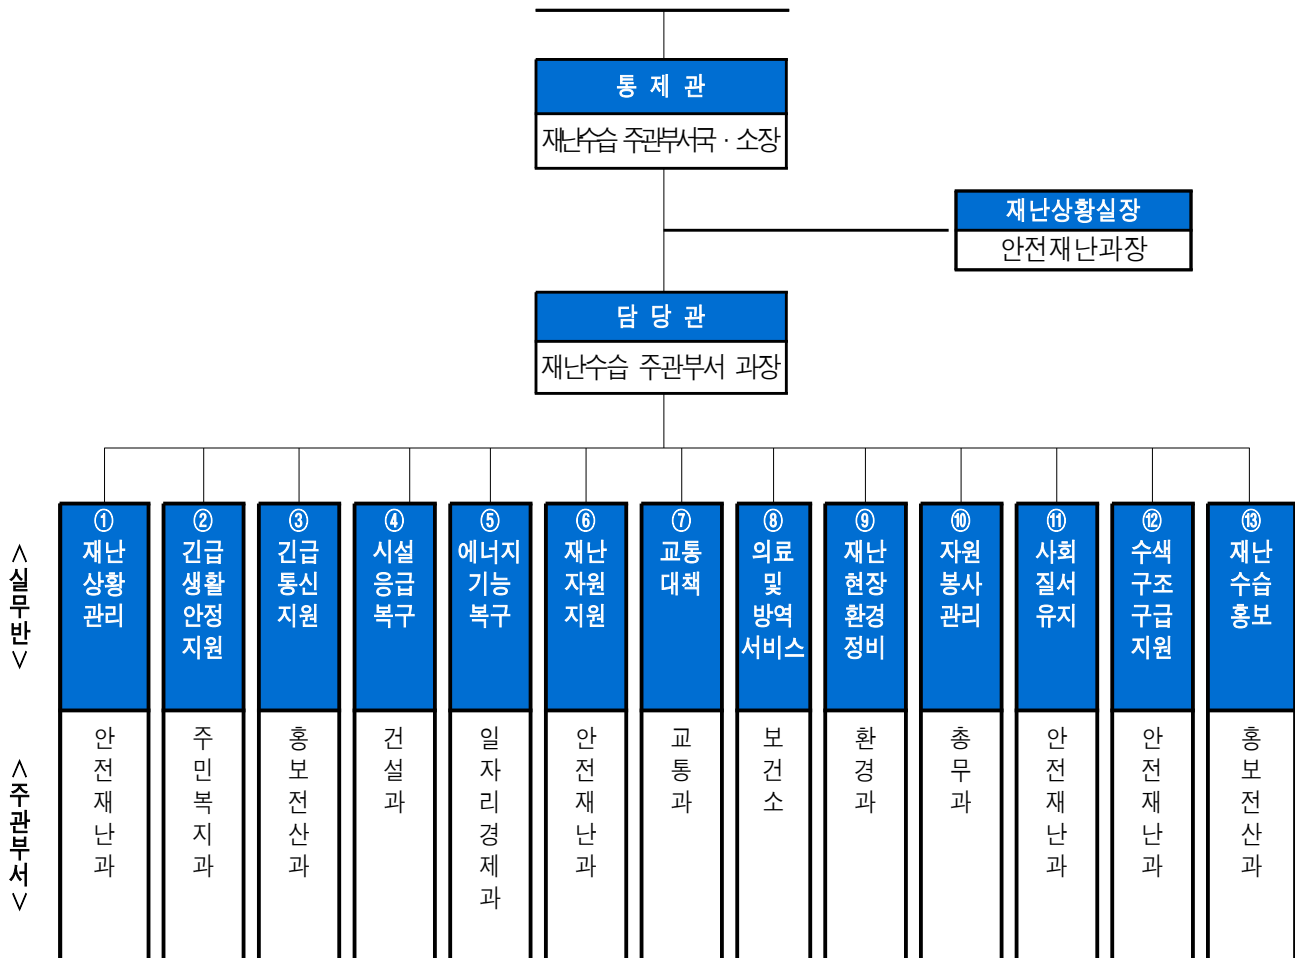 통 제 관
재난수습 주관부서국 · 소장
재난상황실장
안전재난과장
담 당 관
재난수습 주관부서 과장
<실무반>
①
재난
상황
관리
②
긴급
생활
안정
지원
③
긴급
통신
지원
④
시설
응급
복구
⑤
에너지
기능
복구
⑥
재난
자원
지원
⑦
교통
대책
⑧
의료
및
방역
서비스
⑨
재난
현장
환경
정비
⑩
자원
봉사
관리
⑪
사회
질서
유지
⑫
수색
구조
구급
지원
⑬
재난
수습
홍보
<주관부서>
안전재난과
주민복지과
홍보전산과
건설과
일자리경제과
안전재난과
교통과
보건소
환경과
총무과
안전재난과
안전재난과
홍보전산과